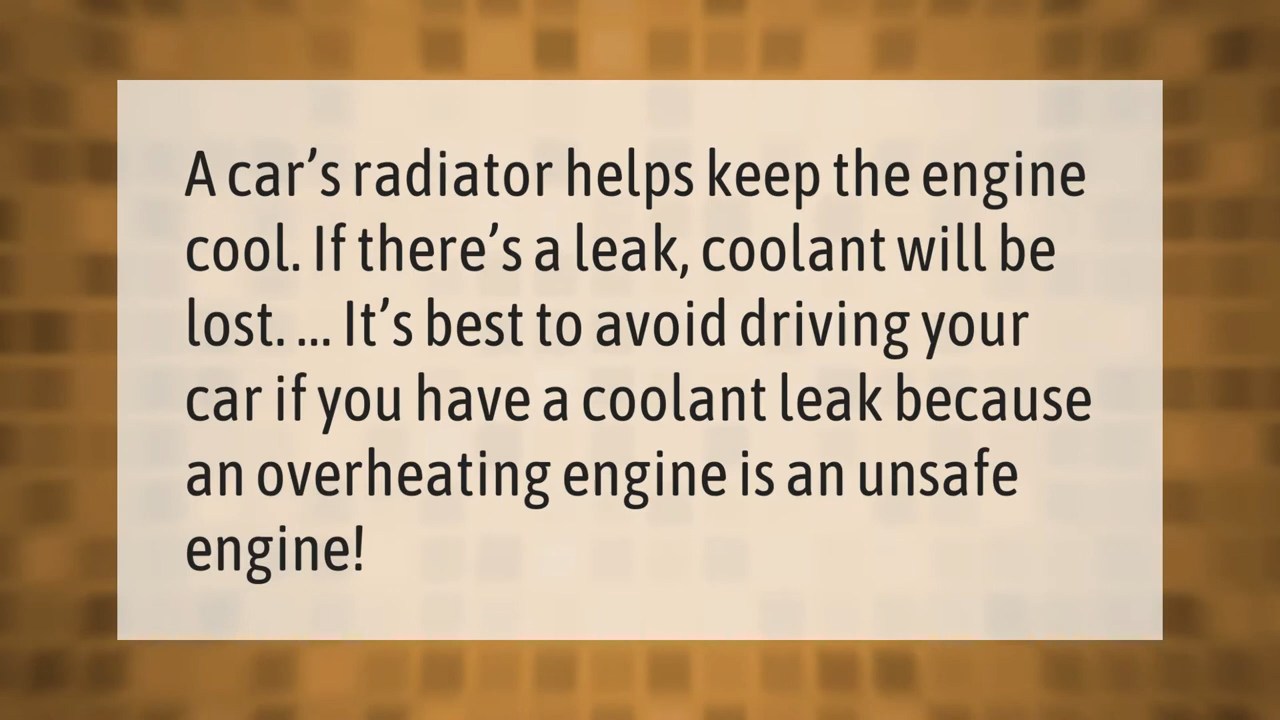 A car’s radiator helps keep the engine
cool. If there’s a leak, coolant will be
lost. ... It’s best to avoid driving your
car if you have a coolant leak because
an overheating engine is an unsafe
engine!